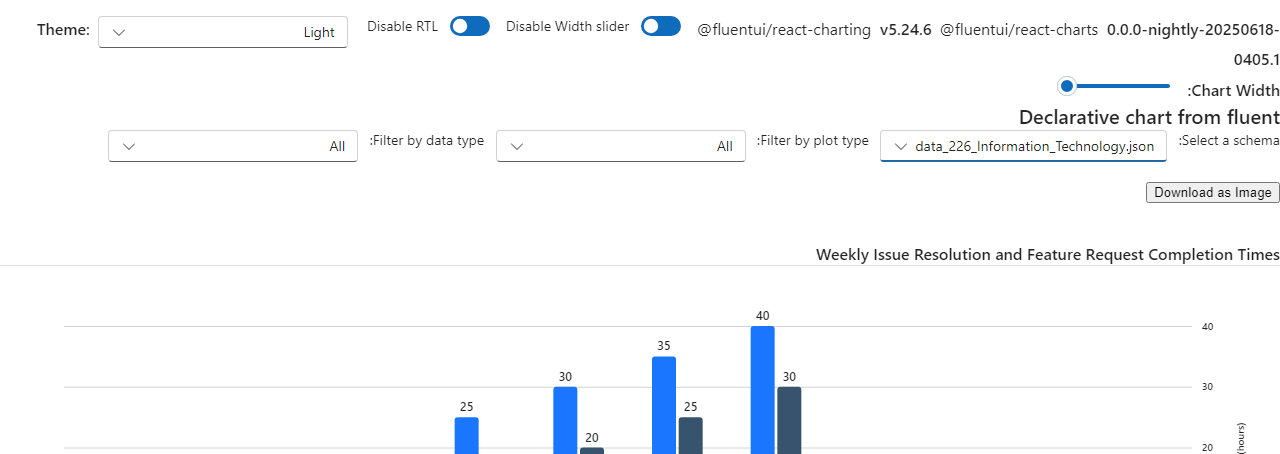 Theme: Light Disable RTL Disable Width slider @fluentui/react-charting v5.24.6 @fluentui/react-charts 0.0.0-nightly-20250618-
0405.1
:Chart Width
Declarative chart from fluent
:Select a schema data_226_Information_Technology.json :Filter by plot type All :Filter by data type All
Download as Image
Weekly Issue Resolution and Feature Request Completion Times
40
40
35
30
25
30
30
25
20
20
(hours)